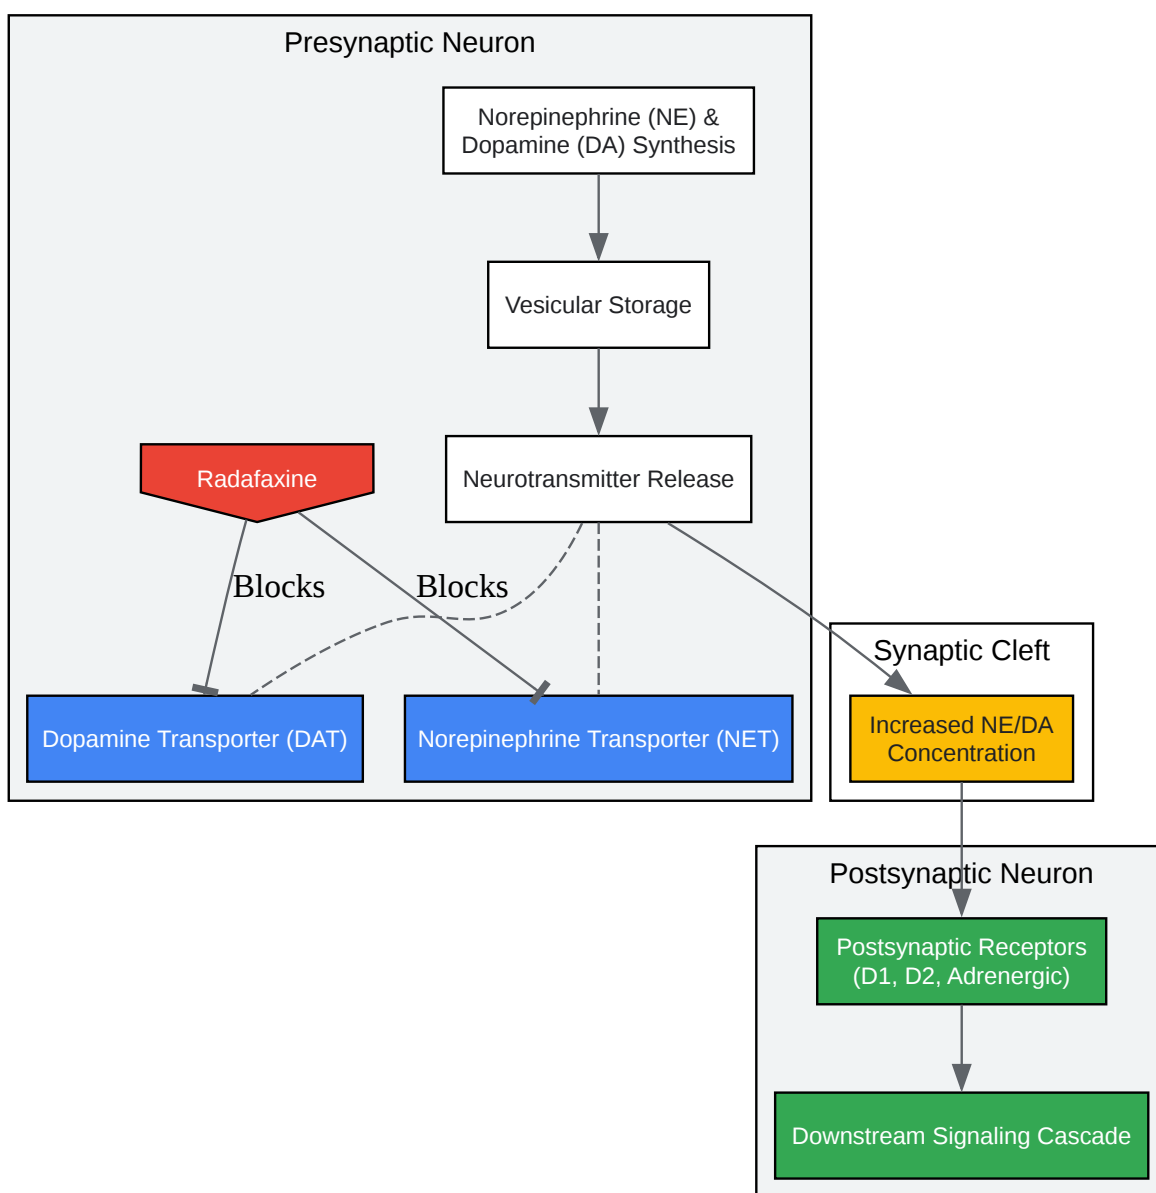 Presynaptic Neuron
Norepinephrine (NE) &
Dopamine (DA) Synthesis
Vesicular Storage
Radafaxine
Neurotransmitter Release
Blocks
Blocks
Synaptic Cleft
Dopamine Transporter (DAT)
Norepinephrine Transporter (NET)
Increased NE/DA
Concentration
Postsynaptic Neuron
Postsynaptic Receptors
(D1, D2, Adrenergic)
Downstream Signaling Cascade